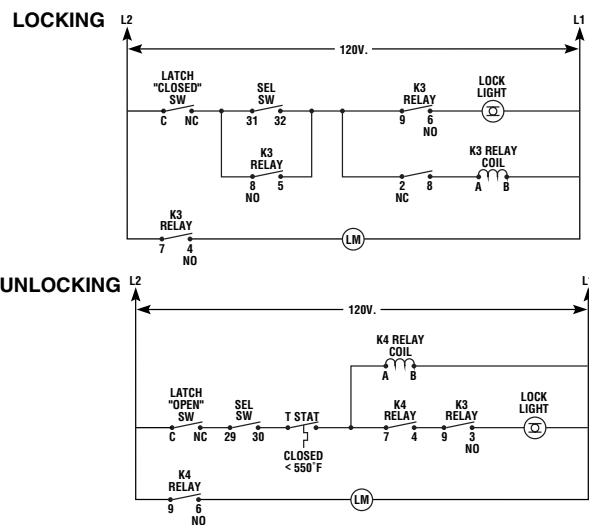 LOCKING
L2
L1
120V.
LATCH
"CLOSED"
SW
C NC
SEL
SW
31 32
K3
RELAY
9 6
NO
LOCK
LIGHT
K3
RELAY
8 5
NO
2 8
NC
K3 RELAY
COIL
A B
K3
RELAY
7 4
NO
LM
UNLOCKING
L2
120V.
K4 RELAY
COIL
A B
LATCH
"OPEN"
SW
C NC
SEL
SW
29 30
T STAT
CLOSED
< 550°F
K4
RELAY
7 4
K3
RELAY
9 3
NO
LOCK
LIGHT
K4
RELAY
9 6
NO
LM